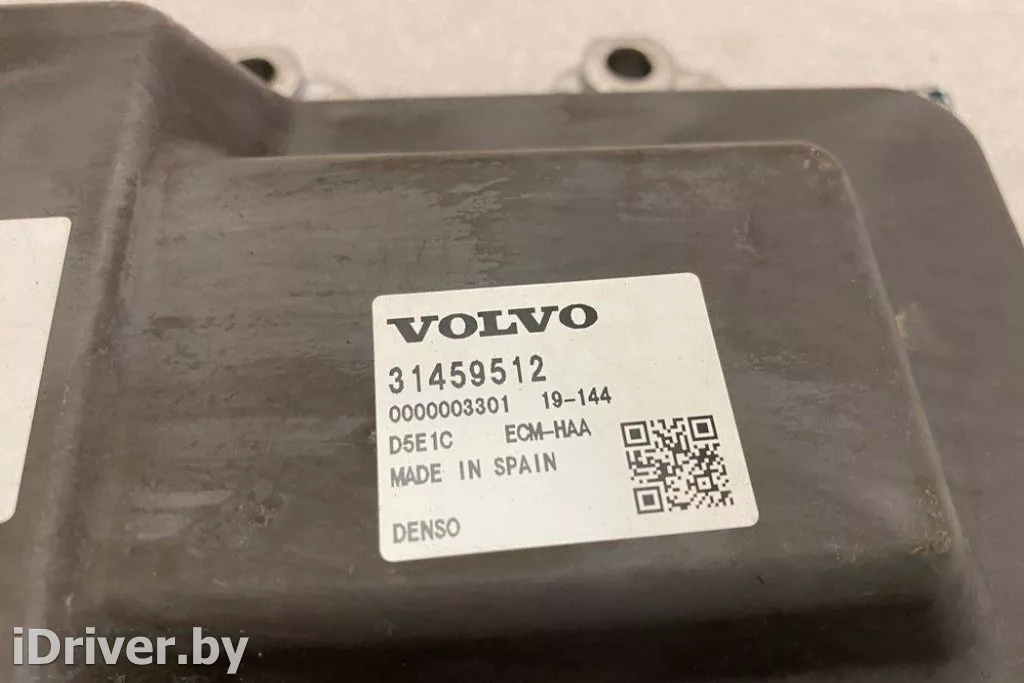 VOLVO
31459512
0000003301 19-144
D5E1C ECM-HAA
MADE IN SPAIN
DENSO
iDriver.by